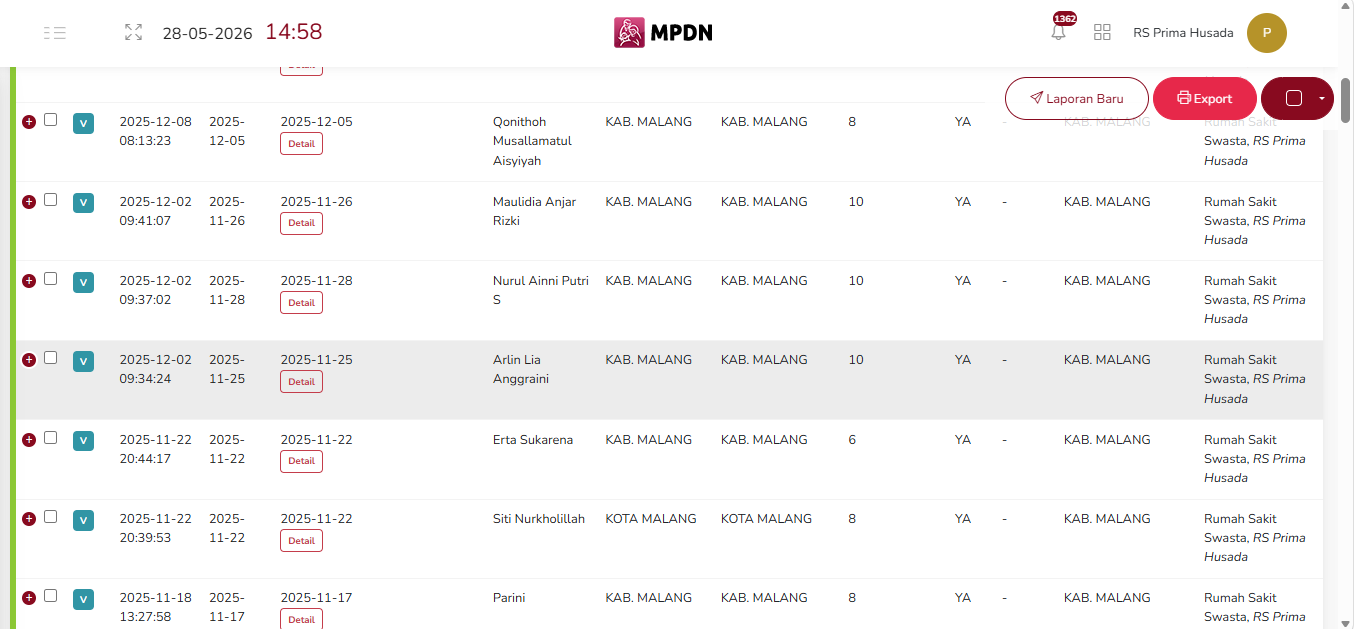 28-05-2026 14:58 MPDN 1362 RS Prima Husada P
Laporan Baru Export
V 2025-12-08 2025- 2025-12-05 Qonithoh KAB. MALANG KAB. MALANG 8 YA - KAB. MALANG Rumah Sakit
08:13:23 12-05 Detail Musallamatul Swasta, RS Prima
Aisyiyah Husada
V 2025-12-02 2025- 2025-11-26 Maulidia Anjar KAB. MALANG KAB. MALANG 10 YA - KAB. MALANG Rumah Sakit
09:41:07 11-26 Detail Rizki Swasta, RS Prima
Husada
V 2025-12-02 2025- 2025-11-28 Nurul Ainni Putri KAB. MALANG KAB. MALANG 10 YA - KAB. MALANG Rumah Sakit
09:37:02 11-28 Detail S Swasta, RS Prima
Husada
V 2025-12-02 2025- 2025-11-25 Arlin Lia KAB. MALANG KAB. MALANG 10 YA - KAB. MALANG Rumah Sakit
09:34:24 11-25 Detail Anggraini Swasta, RS Prima
Husada
V 2025-11-22 2025- 2025-11-22 Erta Sukarena KAB. MALANG KAB. MALANG 6 YA - KAB. MALANG Rumah Sakit
20:44:17 11-22 Detail Swasta, RS Prima
Husada
V 2025-11-22 2025- 2025-11-22 Siti Nurkholillah KOTA MALANG KOTA MALANG 8 YA - KAB. MALANG Rumah Sakit
20:39:53 11-22 Detail Swasta, RS Prima
Husada
V 2025-11-18 2025- 2025-11-17 Parini KAB. MALANG KAB. MALANG 8 YA - KAB. MALANG Rumah Sakit
13:27:58 11-17 Detail Swasta, RS Prima